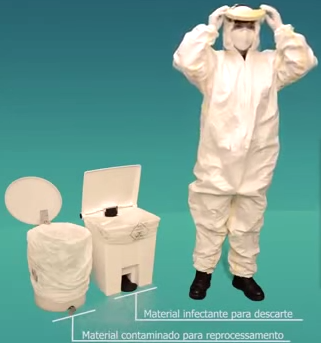 Material infectante para descarte
Material contaminado para reprocessamento